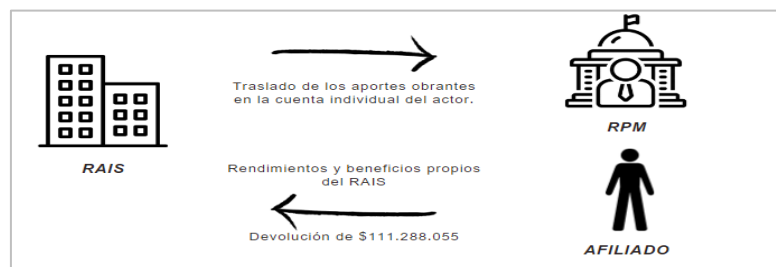 Traslado de los aportes obrantes
en la cuenta individual del actor.
RPM
RAIS
Rendimientos y beneficios propios
del RAIS
Devolución de $111.288.055
AFILIADO